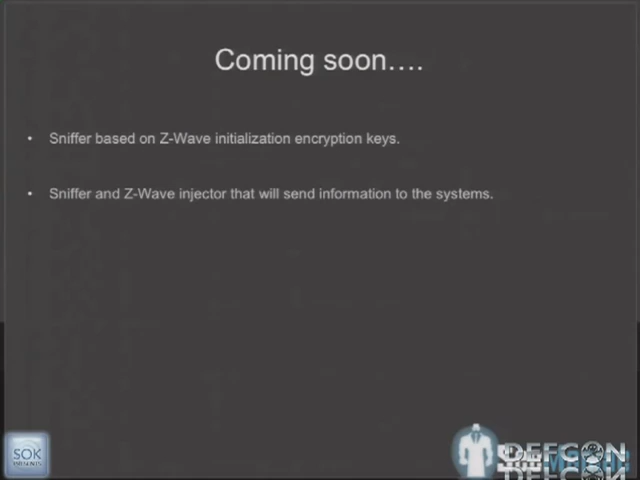 Coming soon....
• Sniffer based on Z-Wave initialization encryption keys.
• Sniffer and Z-Wave injector that will send information to the systems.
SOK
DEFCON